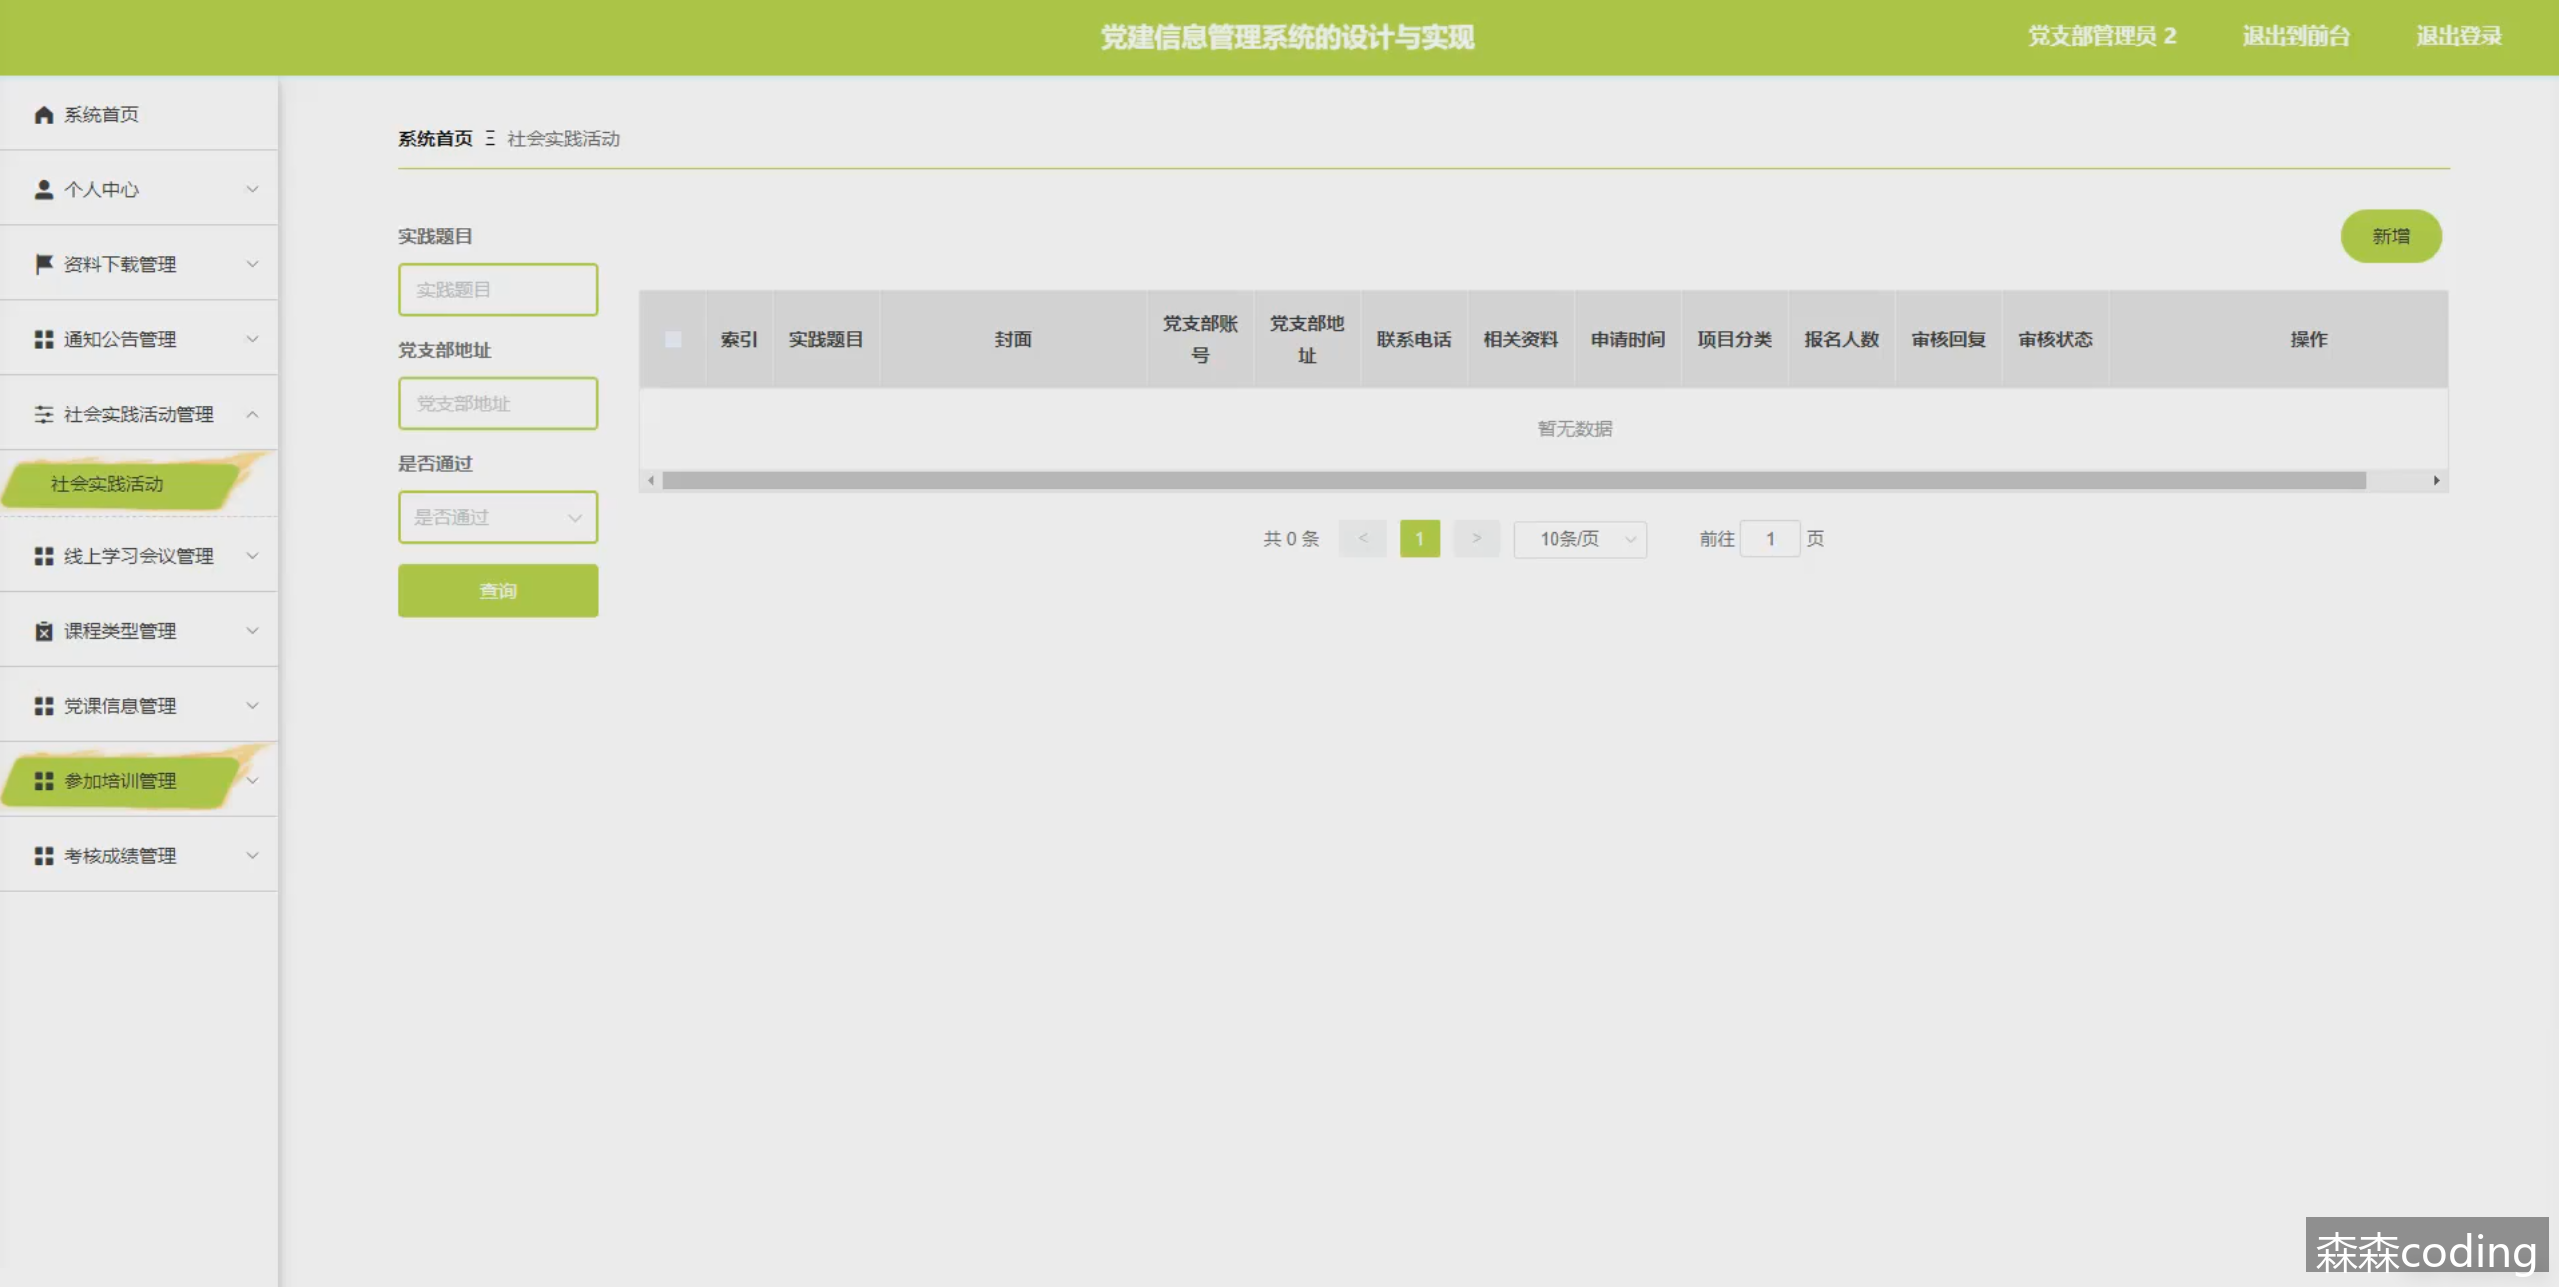 党建信息管理系统的设计与实现
党支部管理员 2
退出到前台
退出登录
系统首页
个人中心
资料下载管理
通知公告管理
社会实践活动管理
社会实践活动
线上学习会议管理
课程类型管理
党课信息管理
参加培训管理
考核成绩管理
系统首页 Ξ 社会实践活动
实践题目
实践题目
党支部地址
党支部地址
是否通过
是否通过
查询
新增
索引 实践题目 封面 党支部账号 党支部地址 联系电话 相关资料 申请时间 项目分类 报名人数 审核回复 审核状态 操作
暂无数据
共 0 条 < 1 > 10条/页 前往 1 页
森森coding